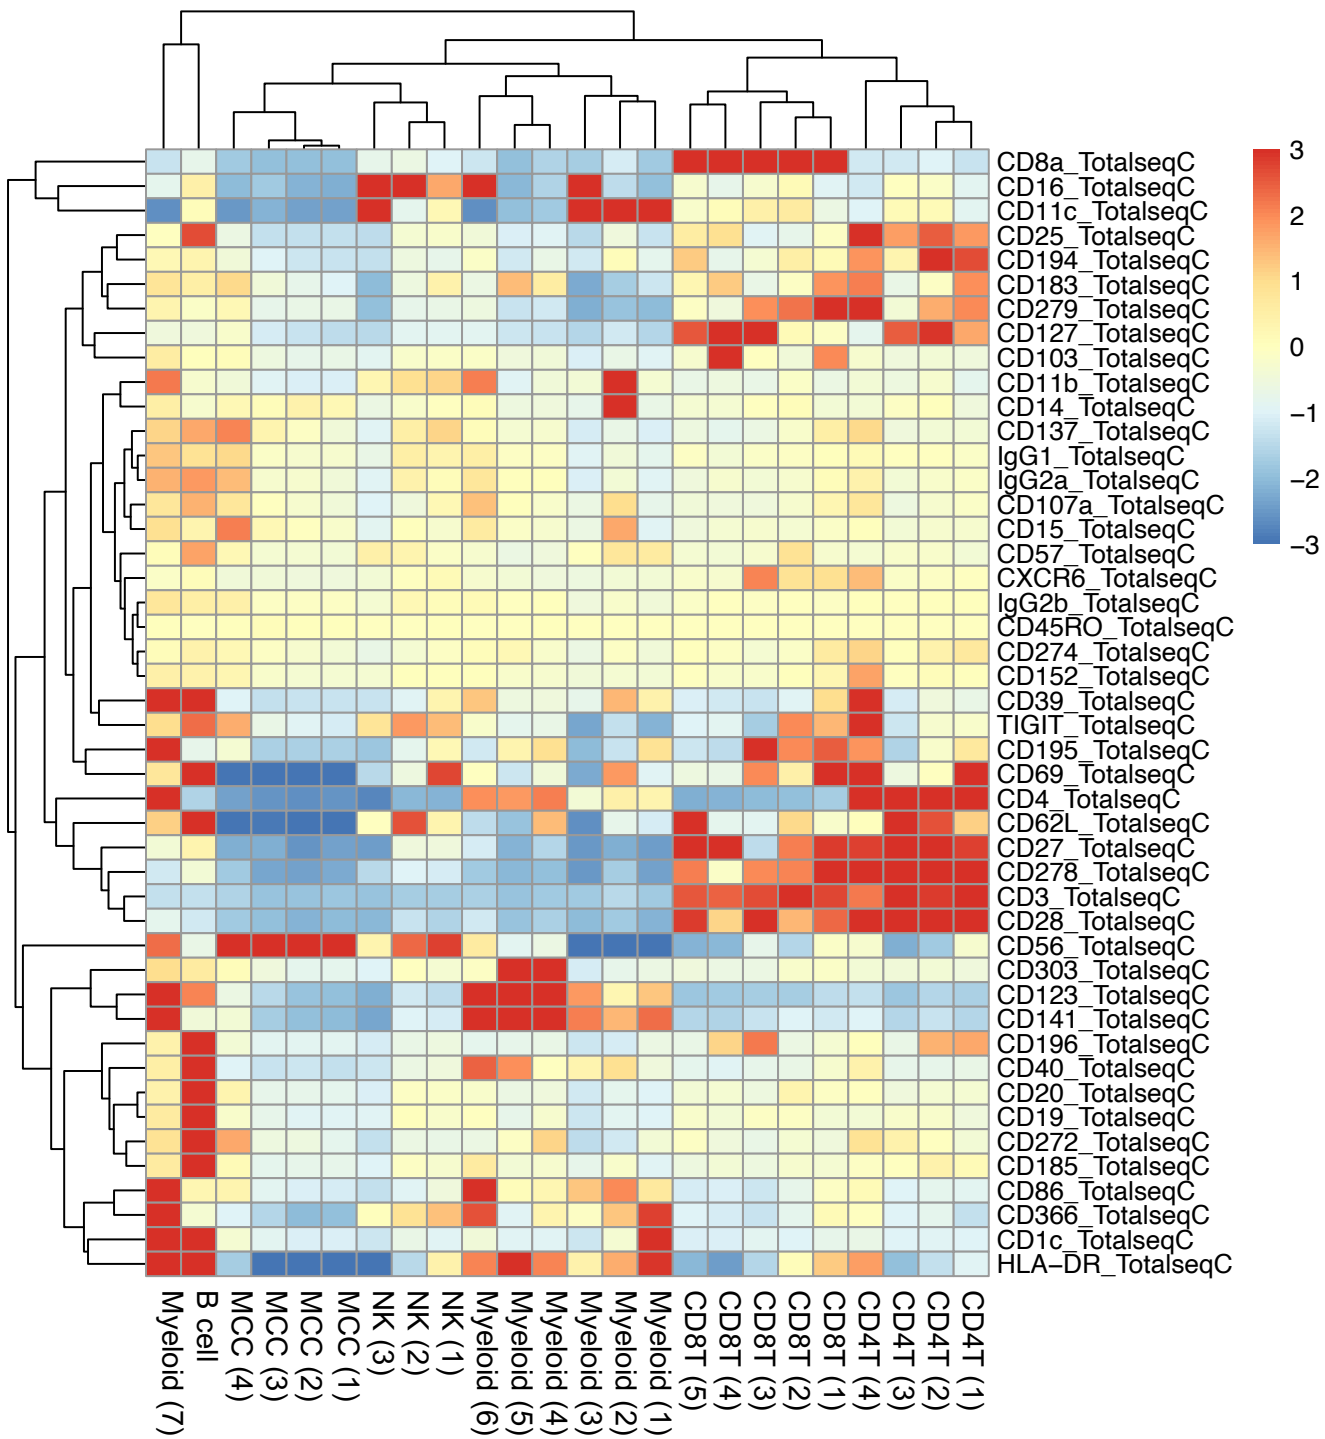 CD8a_TotalseqC
CD16_TotalseqC
CD11c_TotalseqC
CD25_TotalseqC
CD194_TotalseqC
CD183_TotalseqC
CD279_TotalseqC
CD127_TotalseqC
CD103_TotalseqC
CD11b_TotalseqC
CD14_TotalseqC
CD137_TotalseqC
IgG1_TotalseqC
IgG2a_TotalseqC
CD107a_TotalseqC
CD15_TotalseqC
CD57_TotalseqC
CXCR6_TotalseqC
IgG2b_TotalseqC
CD45RO_TotalseqC
CD274_TotalseqC
CD152_TotalseqC
CD39_TotalseqC
TIGIT_TotalseqC
CD195_TotalseqC
CD69_TotalseqC
CD4_TotalseqC
CD62L_TotalseqC
CD27_TotalseqC
CD278_TotalseqC
CD3_TotalseqC
CD28_TotalseqC
CD56_TotalseqC
CD303_TotalseqC
CD123_TotalseqC
CD141_TotalseqC
CD196_TotalseqC
CD40_TotalseqC
CD20_TotalseqC
CD19_TotalseqC
CD272_TotalseqC
CD185_TotalseqC
CD86_TotalseqC
CD366_TotalseqC
CD1c_TotalseqC
HLA−DR_TotalseqC
3
2
1
0
−1
−2
−3
Myeloid (7)
B cell
MCC (4)
MCC (3)
MCC (2)
MCC (1)
NK (3)
NK (2)
NK (1)
Myeloid (6)
Myeloid (5)
Myeloid (4)
Myeloid (3)
Myeloid (2)
Myeloid (1)
CD8T (5)
CD8T (4)
CD8T (3)
CD8T (2)
CD8T (1)
CD4T (4)
CD4T (3)
CD4T (2)
CD4T (1)